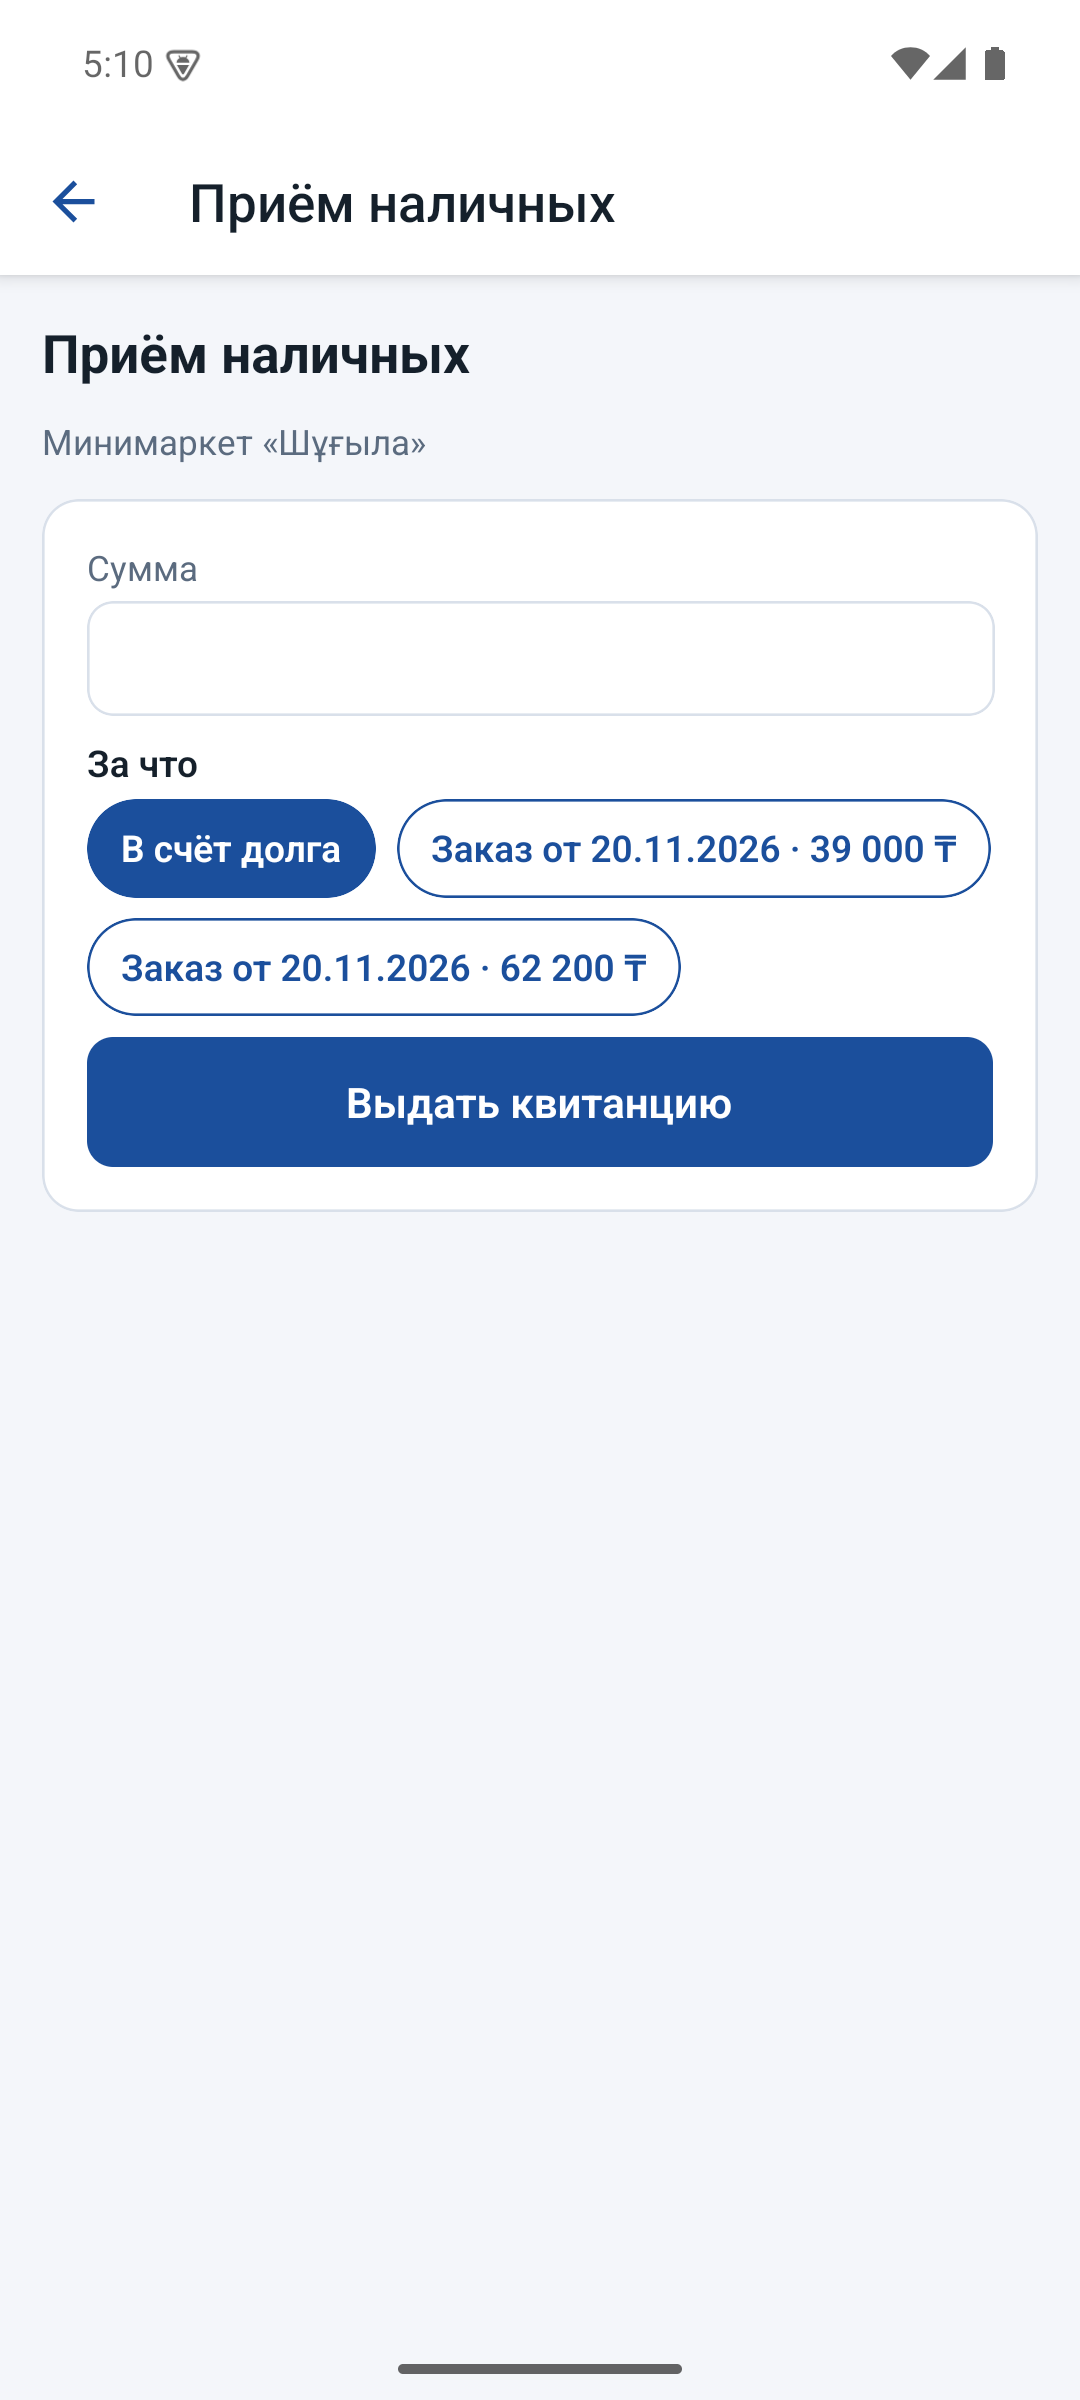 5:10
Приём наличных
Приём наличных
Минимаркет «Шұғыла»
Сумма
За что
В счёт долга
Заказ от 20.11.2026 · 39 000 ₸
Заказ от 20.11.2026 · 62 200 ₸
Выдать квитанцию